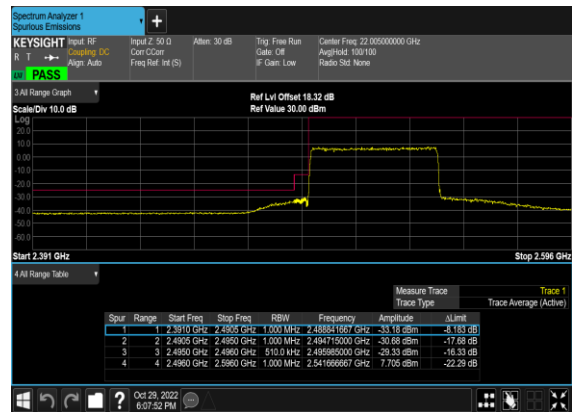 Spectrum Analyzer 1
Spurious Emissions
KEYSIGHT
R T
LW PASS
Input: RF
Coupling: DC
Align: Auto
Input Z: 50 Ω
Corr CCorr
Freq Ref: Int (S)
Atten: 30 dB
Trig: Free Run
Gate: Off
IF Gain: Low
Center Freq: 22.005000000 GHz
Avg|Hold: 100/100
Radio Std: None
3 All Range Graph
Scale/Div 10.0 dB
Ref Lvl Offset 18.32 dB
Ref Value 30.00 dBm
Log
20.0
10.0
0.00
-10.0
-20.0
-30.0
-40.0
-50.0
-60.0
Start 2.391 GHz
Stop 2.596 GHz
4 All Range Table
Measure Trace Trace 1
Trace Type Trace Average (Active)
Spur Range Start Freq Stop Freq RBW Frequency Amplitude ΔLimit
1 1 2.3910 GHz 2.4905 GHz 1.000 MHz 2.488841667 GHz -33.18 dBm -8.183 dB
2 2 2.4905 GHz 2.4950 GHz 1.000 MHz 2.494715000 GHz -30.68 dBm -17.68 dB
3 3 2.4950 GHz 2.4960 GHz 510.0 kHz 2.495985000 GHz -29.33 dBm -16.33 dB
4 4 2.4960 GHz 2.5960 GHz 1.000 MHz 2.541666667 GHz 7.705 dBm -22.29 dB
?
Oct 29, 2022
6:07:52 PM